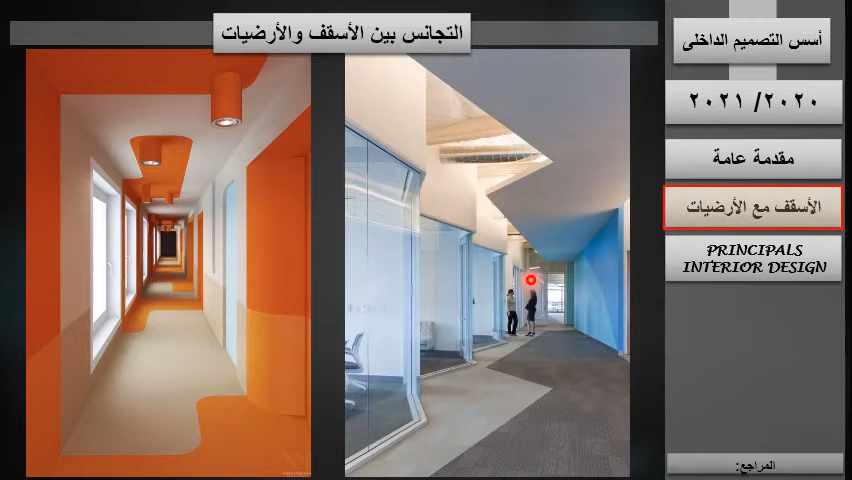 التجانس بين الأسقف والأرضيات
أسس التصميم الداخلى
٢٠٢٠/ ٢٠٢١
مقدمة عامة
الأسقف مع الأرضيات
PRINCIPALS
INTERIOR DESIGN
المراجع: